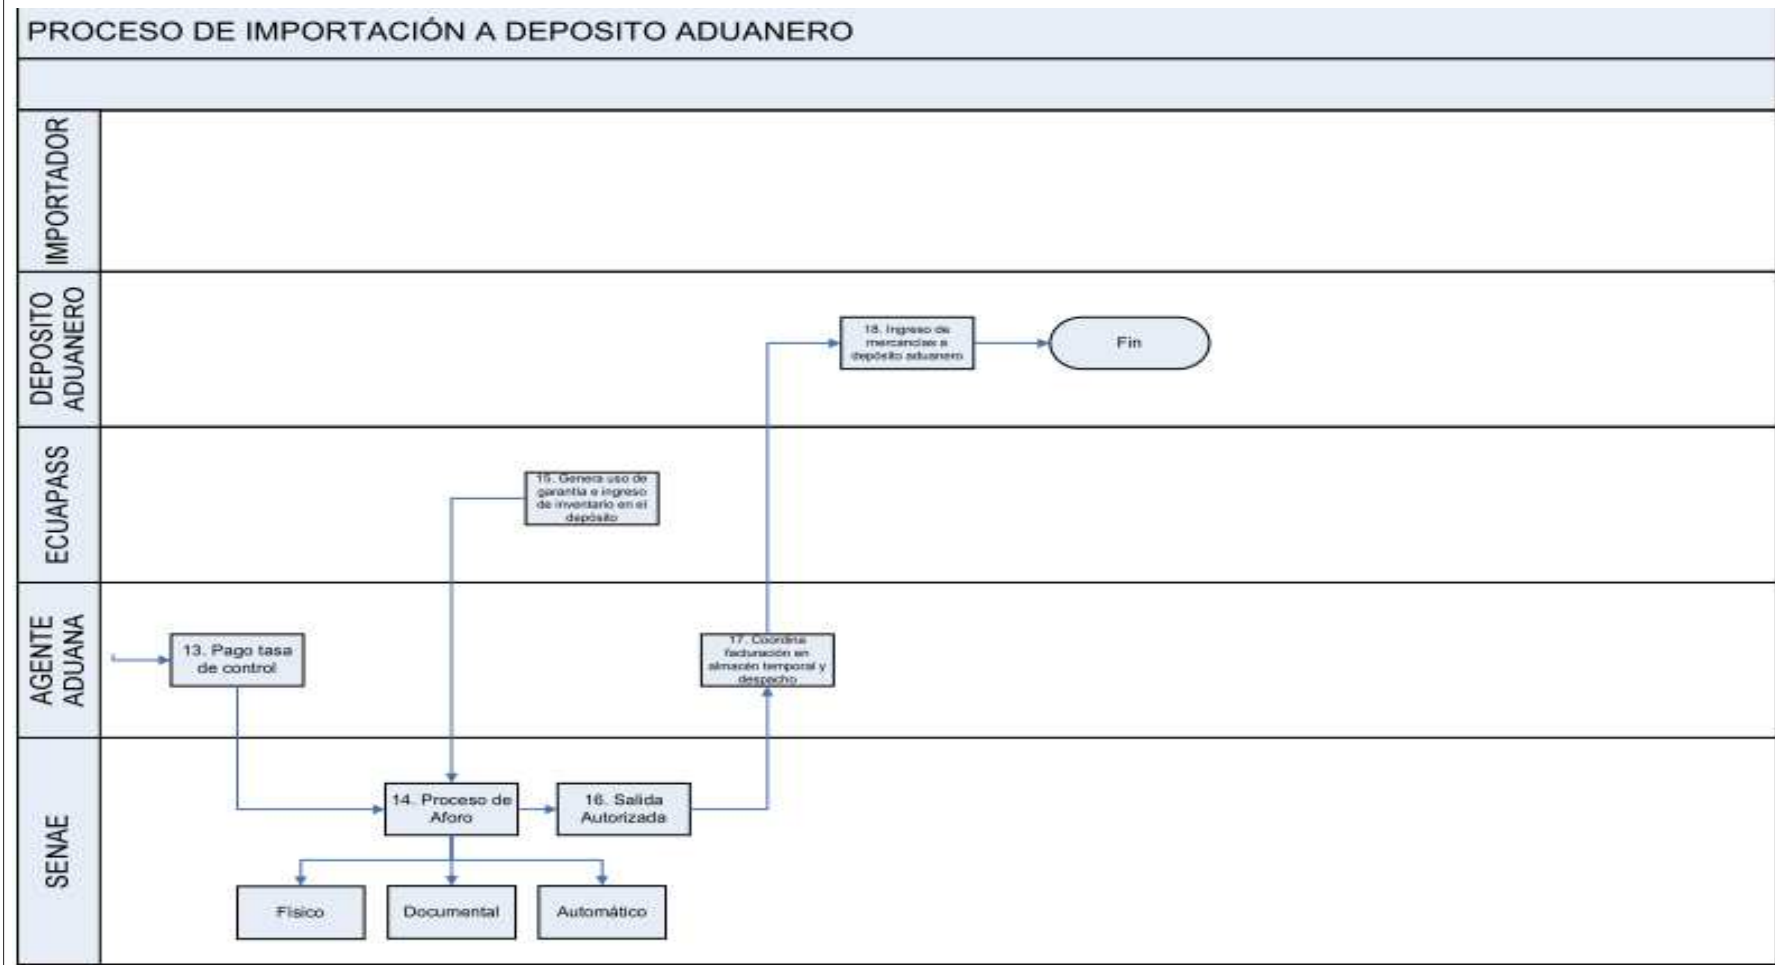 PROCESO DE IMPORTACIÓN A DEPOSITO ADUANERO
IMPORTADOR
DEPOSITO
ADUANERO
18. Ingreso de
mercancías a
depósito aduanero
Fin
ECUAPASS
15. Genera uso de
garantía e ingreso
de inventario en el
depósito
AGENTE
ADUANA
13. Pago tasa
de control
17. Coordina
facturación en
almacén temporal y
despacho
SENAE
14. Proceso de
Aforo
16. Salida
Autorizada
Físico
Documental
Automático